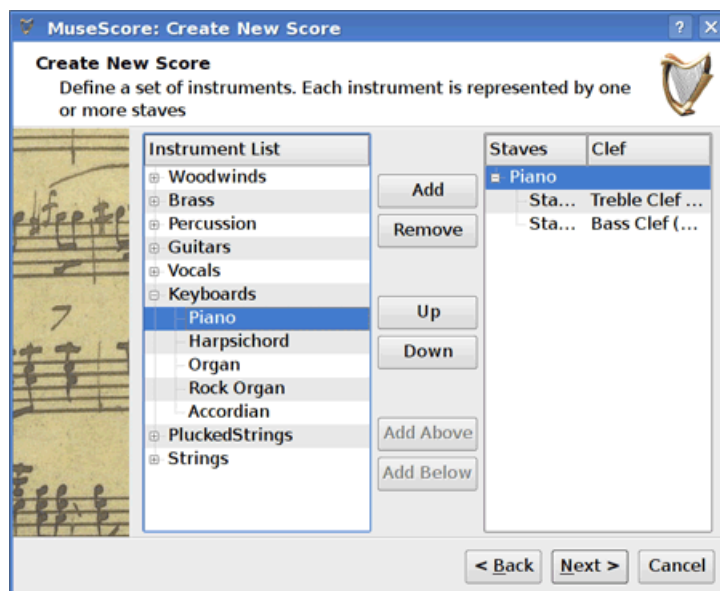 MuseScore: Create New Score
?
X
Create New Score
Define a set of instruments. Each instrument is represented by one
or more staves
Instrument List
Woodwinds
Brass
Percussion
Guitars
Vocals
Keyboards
Piano
Harpsichord
Organ
Rock Organ
Accordian
PluckedStrings
Strings
Add
Remove
Up
Down
Add Above
Add Below
Staves Clef
Piano
Sta... Treble Clef ...
Sta... Bass Clef (...
< Back Next > Cancel